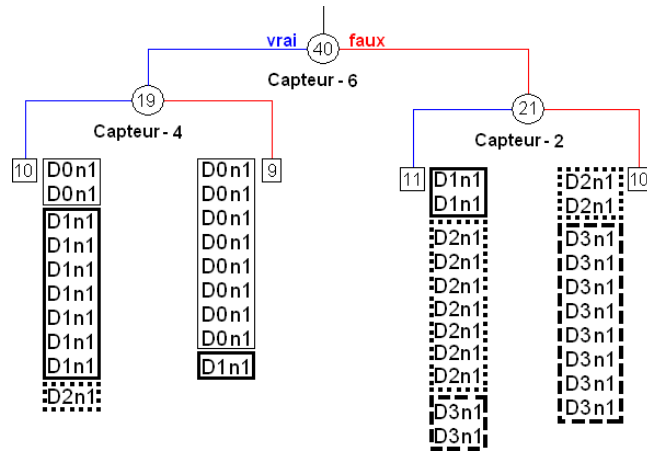 vrai
40
faux
Capteur - 6
19
Capteur - 4
21
Capteur - 2
10
D0n1
D0n1
D1n1
D1n1
D1n1
D1n1
D1n1
D1n1
D1n1
D2n1
D0n1
D0n1
D0n1
D0n1
D0n1
D0n1
D0n1
D0n1
D1n1
9
11
D1n1
D1n1
D2n1
D2n1
D2n1
D2n1
D2n1
D2n1
D2n1
D3n1
D3n1
D2n1
D2n1
D3n1
D3n1
D3n1
D3n1
D3n1
D3n1
D3n1
D3n1
10